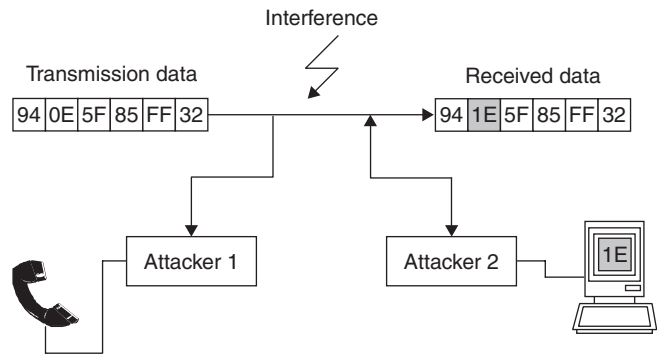 Interference
Transmission data
Received data
94 0E 5F 85 FF 32
94 1E 5F 85 FF 32
Attacker 1
Attacker 2
1E